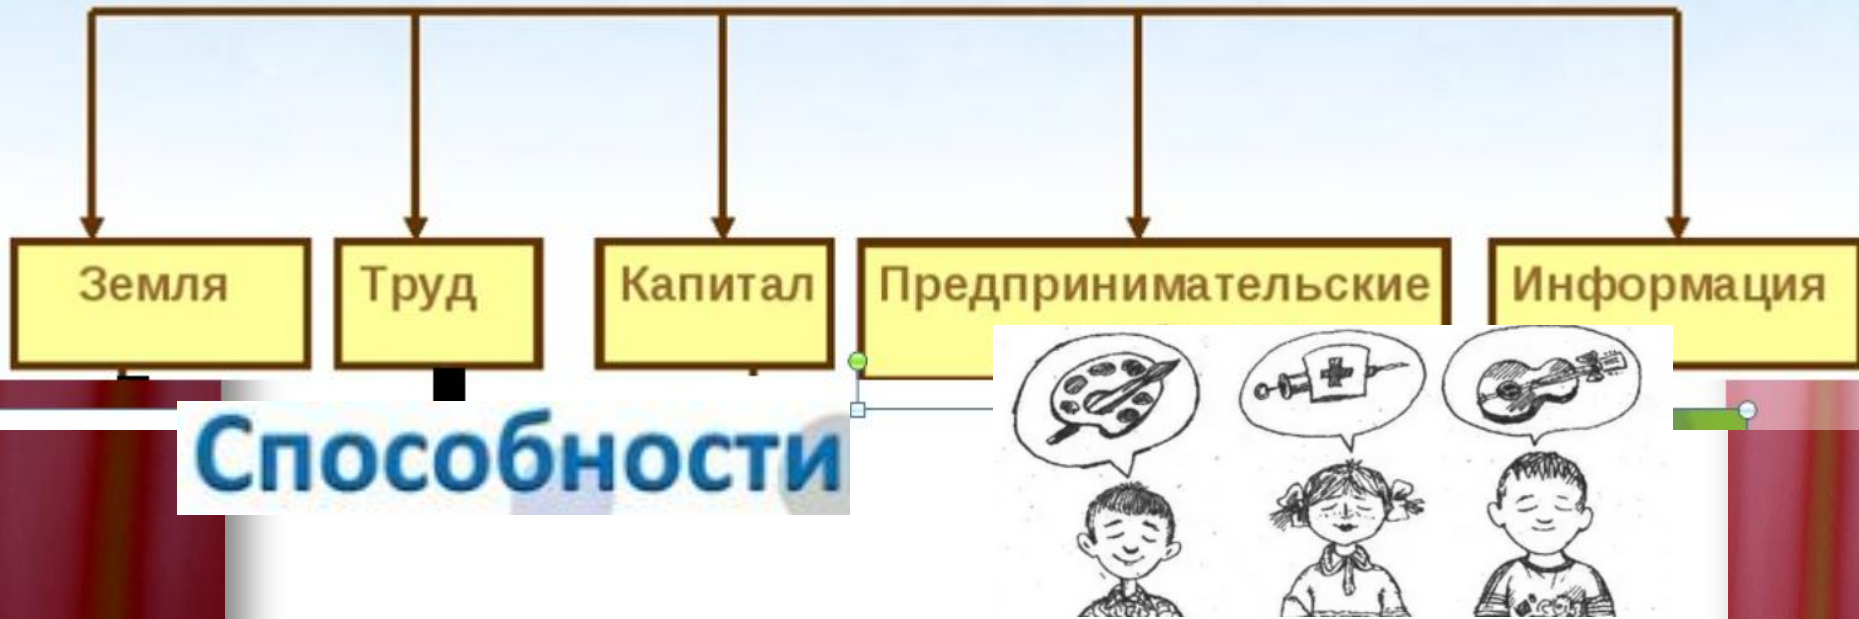 Земля
Труд
Капитал
Предпринимательские
Информация
Способности